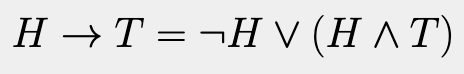 H → T = ¬H ∨ (H ∧ T)